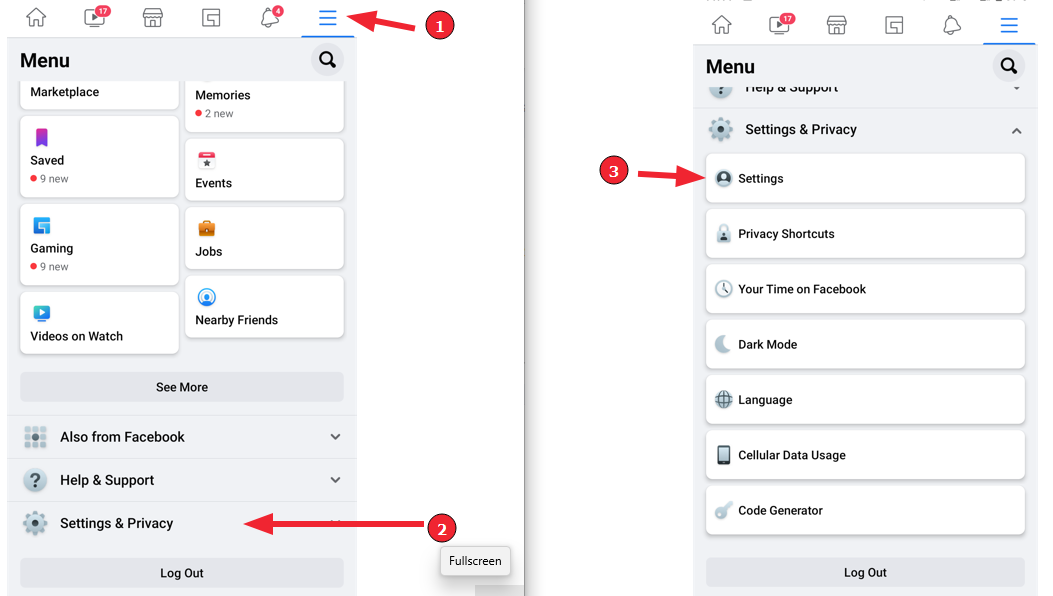 17
4
1
Menu
Marketplace
Memories
2 new
Saved
9 new
Events
Gaming
9 new
Jobs
Videos on Watch
Nearby Friends
See More
Also from Facebook
? Help & Support
Settings & Privacy
2
Fullscreen
Log Out
17
Menu
? Help & Support
Settings & Privacy
3
Settings
Privacy Shortcuts
Your Time on Facebook
Dark Mode
Language
Cellular Data Usage
Code Generator
Log Out